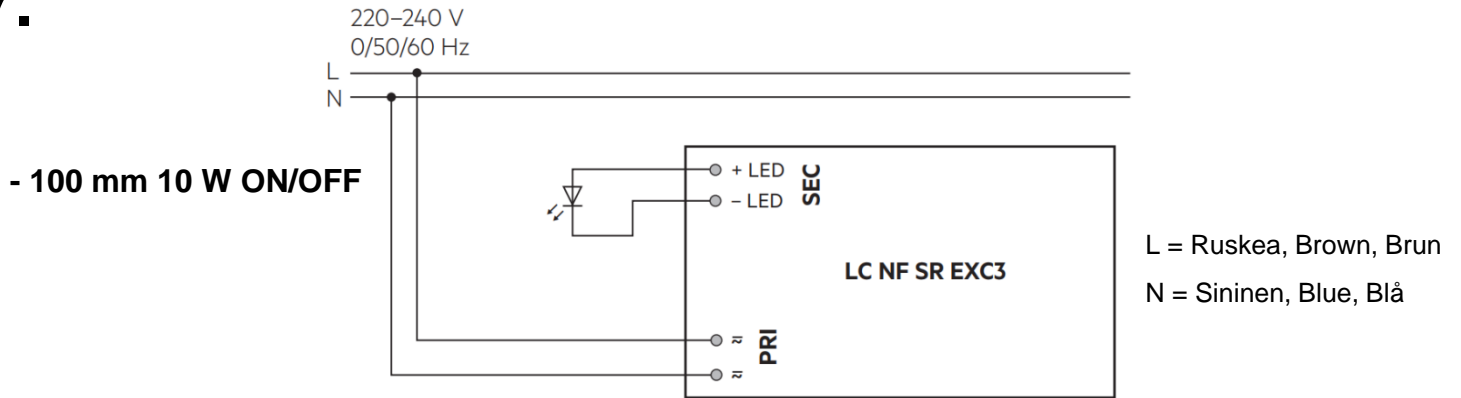 220–240 V
0/50/60 Hz
L
N
- 100 mm 10 W ON/OFF
+ LED
– LED
SEC
LC NF SR EXC3
L = Ruskea, Brown, Brun
N = Sininen, Blue, Blå
PRI